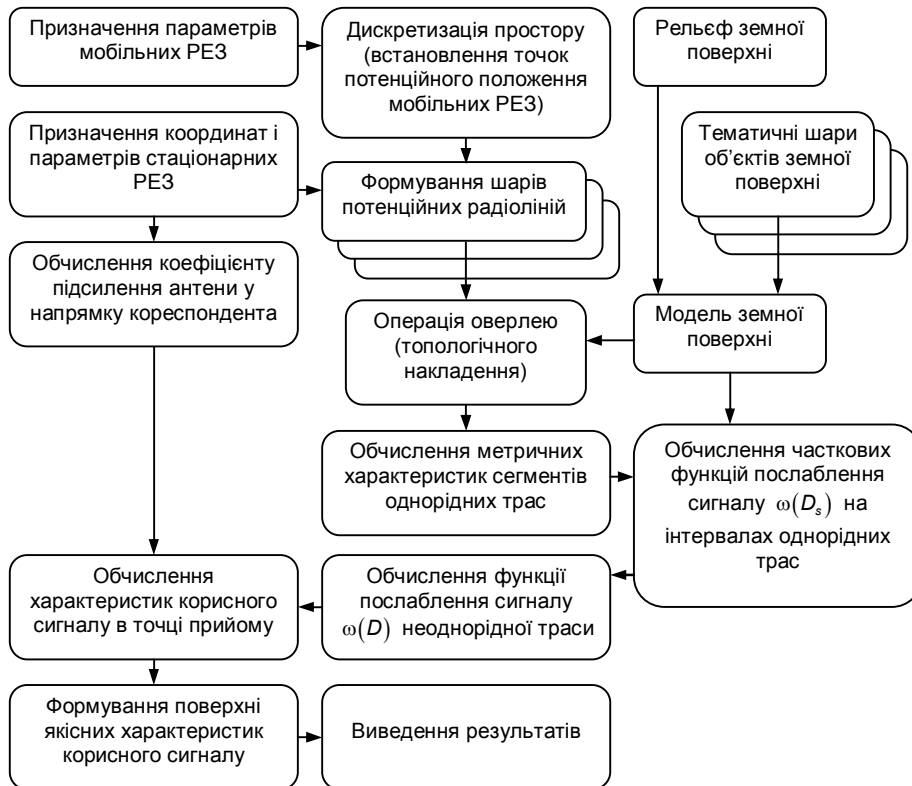 Призначення параметрів
мобільних РЕЗ
Дискретизація простору
(встановлення точок
потенційного положення
мобільних РЕЗ)
Рельєф земної
поверхні
Призначення координат і
параметрів стаціонарних
РЕЗ
Формування шарів
потенційних радіоліній
Тематичні шари
об’єктів земної
поверхні
Обчислення коефіцієнту
підсилення антени у
напрямку кореспондента
Операція оверлею
(топологічного
накладення)
Модель земної
поверхні
Обчислення метричних
характеристик сегментів
однорідних трас
Обчислення часткових
функцій послаблення
сигналу ω(Dₛ) на
інтервалах однорідних
трас
Обчислення
характеристик корисного
сигналу в точці прийому
Обчислення функції
послаблення сигналу
ω(D) неоднорідної траси
Формування поверхні
якісних характеристик
корисного сигналу
Виведення результатів